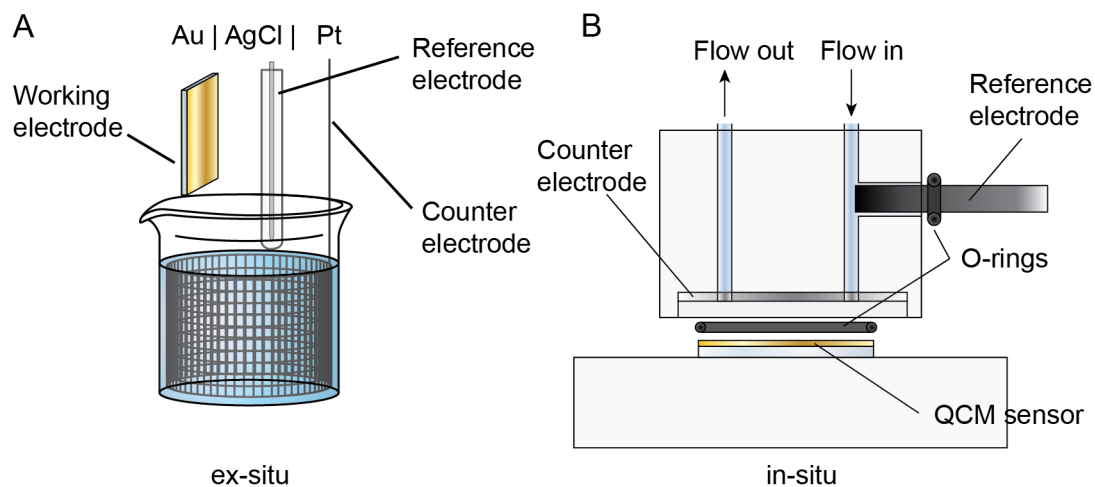 A
Au | AgCl |  Pt
Reference
electrode
Working
electrode
Counter
electrode
ex-situ
B
Flow out
Flow in
Reference
electrode
Counter
electrode
O-rings
QCM sensor
in-situ